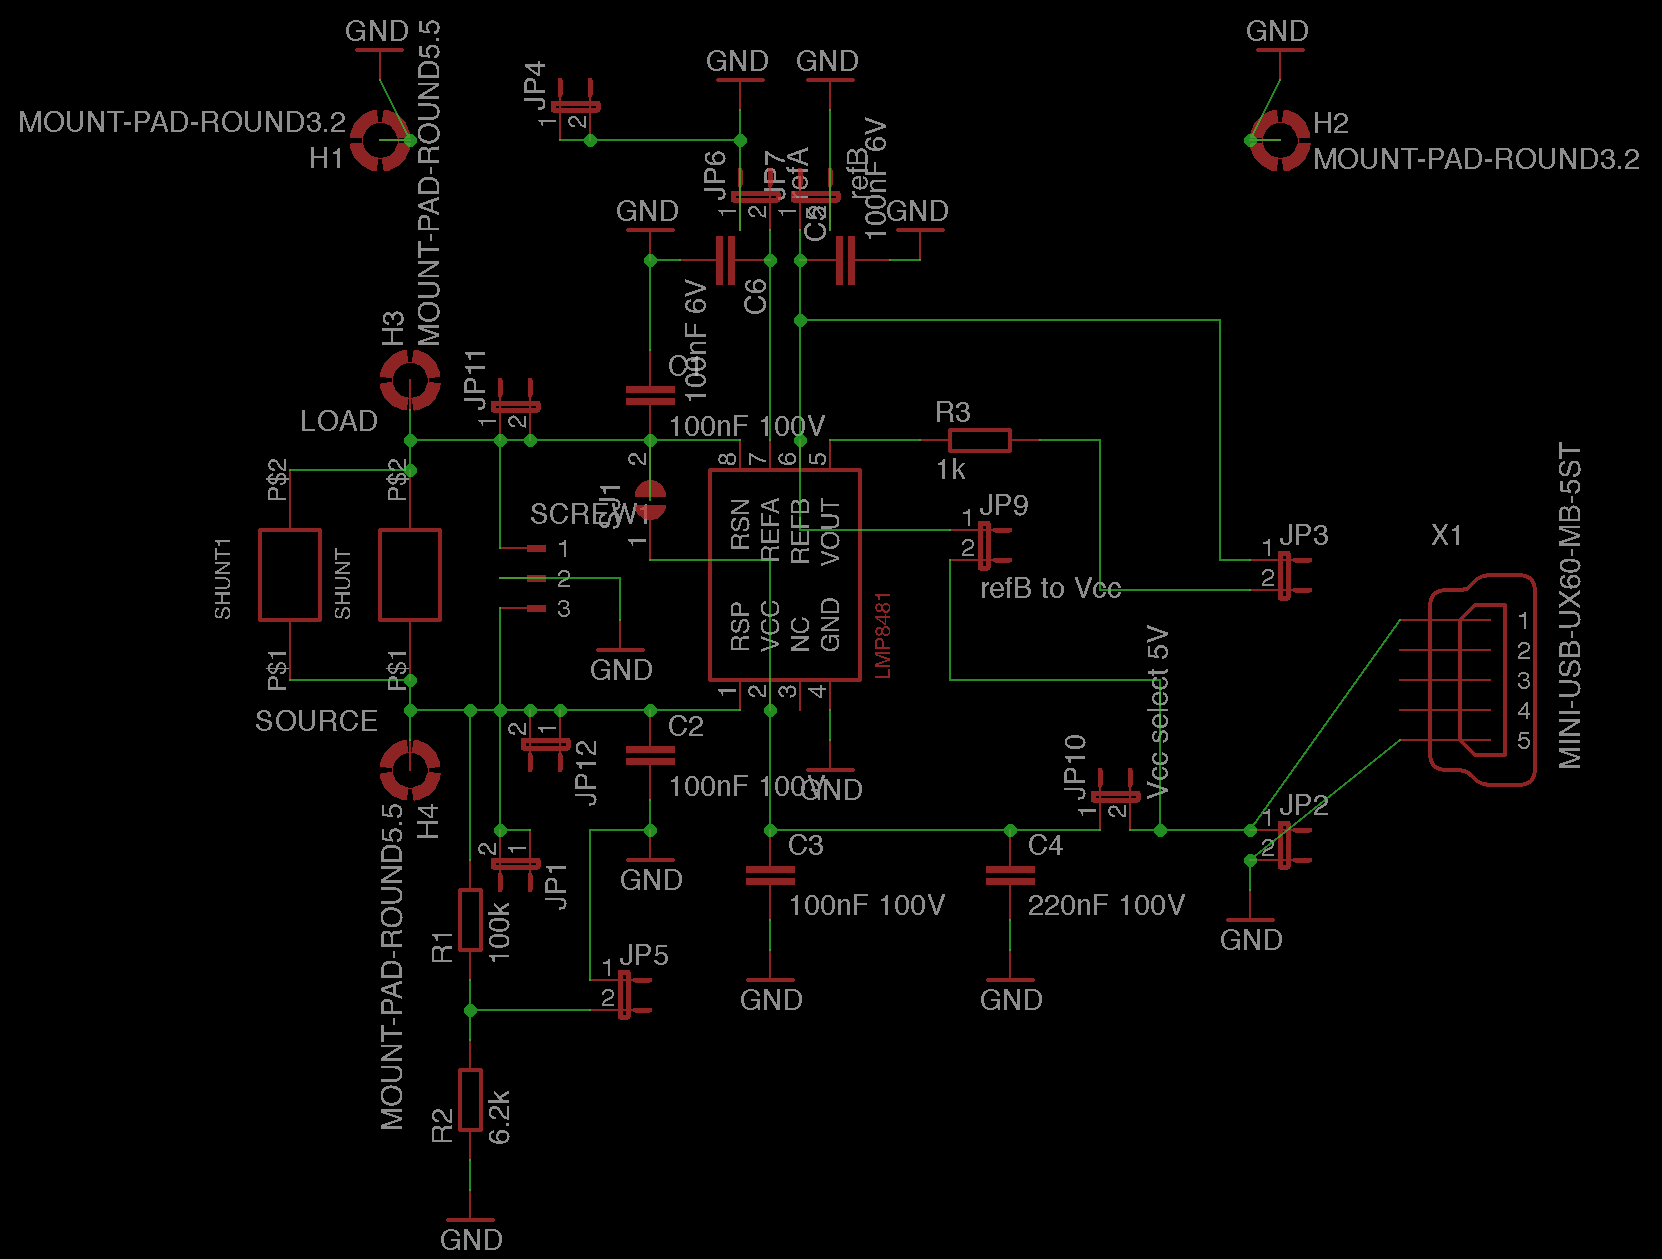 GND
GND
GND
GND
MOUNT-PAD-ROUND5.5
JP4
1
2
MOUNT-PAD-ROUND3.2
H1
H2
MOUNT-PAD-ROUND3.2
JP6
JP7
refA
refB
100nF 6V
1
2
1
2
GND
C5
GND
C6
100nF 6V
H3
JP11
1
2
LOAD
100nF 100V
R3
1k
P$2
P$2
2
8
7
6
5
SJ1
SCREW1
1
RSN
REFA
REFB
VOUT
JP9
1
2
refB to Vcc
JP3
1
2
X1
MINI-USB-UX60-MB-5ST
1
2
3
SHUNT1
SHUNT
RSP
VCC
NC
GND
LMP8481
1
2
3
4
5
P$1
P$1
GND
1
2
3
4
SOURCE
2
1
JP12
C2
100nF 100V
GND
JP10
1
2
Vcc select 5V
JP2
1
2
H4
MOUNT-PAD-ROUND5.5
2
1
JP1
GND
C3
100nF 100V
C4
220nF 100V
R1
100k
JP5
1
2
GND
GND
GND
R2
6.2k
GND